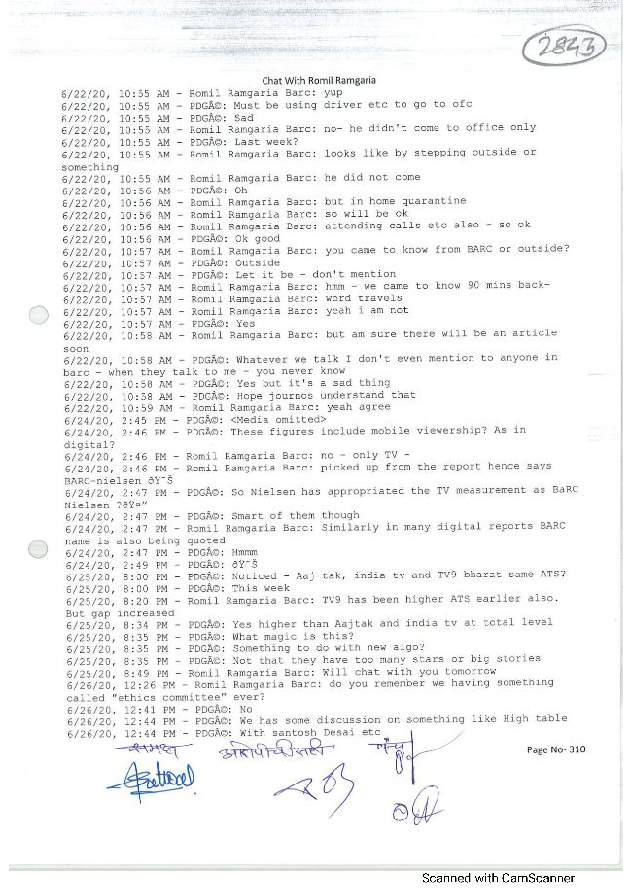 2843
Chat With Romil Ramgaria
6/22/20, 10:55 AM - Romil Ramgaria Barc: yup
6/22/20, 10:55 AM - PDGÃ©: Must be using driver etc to go to ofc
6/22/20, 10:55 AM - PDGÃ©: Sad
6/22/20, 10:55 AM - Romil Ramgaria Barc: no- he didn't come to office only
6/22/20, 10:55 AM - PDGÃ©: Last week?
6/22/20, 10:55 AM - Romil Ramgaria Barc: looks like by stepping outside or
something
6/22/20, 10:55 AM - Romil Ramgaria Barc: he did not come
6/22/20, 10:56 AM - PDGÃ©: Oh
6/22/20, 10:56 AM - Romil Ramgaria Barc: but in home quarantine
6/22/20, 10:56 AM - Romil Ramgaria Barc: so will be ok
6/22/20, 10:56 AM - Romil Ramgaria Barc: attending calls etc also - so ok
6/22/20, 10:56 AM - PDGÃ©: Ok good
6/22/20, 10:57 AM - Romil Ramgaria Barc: you came to know from BARC or outside?
6/22/20, 10:57 AM - PDGÃ©: Outside
6/22/20, 10:57 AM - PDGÃ©: Let it be - don't mention
6/22/20, 10:57 AM - Romil Ramgaria Barc: hmm - we came to know 90 mins back-
6/22/20, 10:57 AM - Romil Ramgaria Barc: word travels
6/22/20, 10:57 AM - Romil Ramgaria Barc: yeah i am not
6/22/20, 10:57 AM - PDGÃ©: Yes
6/22/20, 10:58 AM - Romil Ramgaria Barc: but am sure there will be an article
soon
6/22/20, 10:58 AM - PDGÃ©: Whatever we talk I don't even mention to anyone in
barc - when they talk to me - you never know
6/22/20, 10:58 AM - PDGÃ©: Yes but it's a sad thing
6/22/20, 10:58 AM - PDGÃ©: Hope journos understand that
6/22/20, 10:59 AM - Romil Ramgaria Barc: yeah agree
6/24/20, 2:45 PM - PDGÃ©: <Media omitted>
6/24/20, 2:46 PM - PDGÃ©: These figures include mobile viewership? As in
digital?
6/24/20, 2:46 PM - Romil Ramgaria Barc: no - only TV -
6/24/20, 2:46 PM - Romil Ramgaria Barc: picked up from the report hence says
BARC-nielsen ðŸ˜Š
6/24/20, 2:47 PM - PDGÃ©: So Nielsen has appropriated the TV measurement as BaRC
Nielsen ?ðŸ¤”
6/24/20, 2:47 PM - PDGÃ©: Smart of them though
6/24/20, 2:47 PM - Romil Ramgaria Barc: Similarly in many digital reports BARC
name is also being quoted
6/24/20, 2:47 PM - PDGÃ©: Hmmm
6/24/20, 2:49 PM - PDGÃ©: ðŸ˜Š
6/25/20, 8:00 PM - PDGÃ©: Noticed - Aaj tak, india tv and TV9 bharat same ATS?
6/25/20, 8:00 PM - PDGÃ©: This week
6/25/20, 8:20 PM - Romil Ramgaria Barc: TV9 has been higher ATS earlier also.
But gap increased
6/25/20, 8:34 PM - PDGÃ©: Yes higher than Aajtak and india tv at total level
6/25/20, 8:35 PM - PDGÃ©: What magic is this?
6/25/20, 8:35 PM - PDGÃ©: Something to do with new algo?
6/25/20, 8:35 PM - PDGÃ©: Not that they have too many stars or big stories
6/25/20, 8:49 PM - Romil Ramgaria Barc: Will chat with you tomorrow
6/26/20, 12:26 PM - Romil Ramgaria Barc: do you remember we having something
called "ethics committee" ever?
6/26/20, 12:41 PM - PDGÃ©: No
6/26/20, 12:44 PM - PDGÃ©: We has some discussion on something like High table
6/26/20, 12:44 PM - PDGÃ©: With santosh Desai etc
समक्ष आरोपीची सही पंच
Page No- 310
Scanned with CamScanner